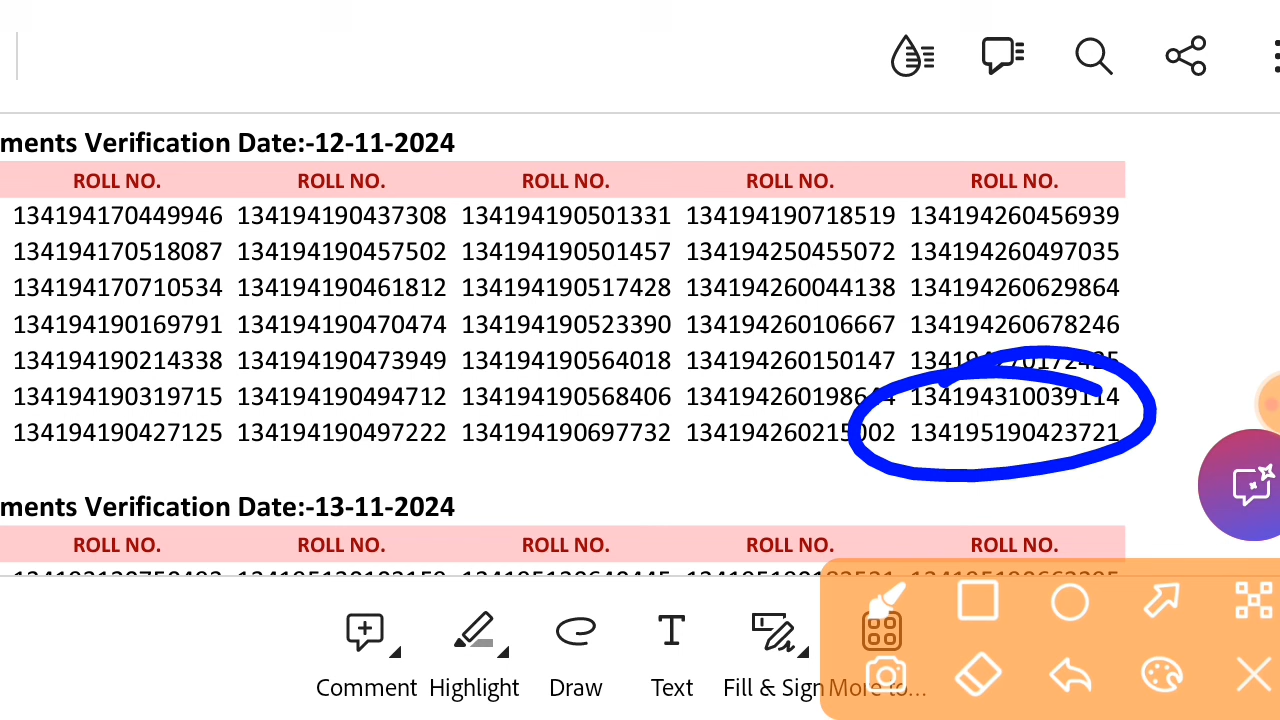 ments Verification Date:-12-11-2024
ROLL NO. ROLL NO. ROLL NO. ROLL NO. ROLL NO.
134194170449946 134194190437308 134194190501331 134194190718519 134194260456939
134194170518087 134194190457502 134194190501457 134194250455072 134194260497035
134194170710534 134194190461812 134194190517428 134194260044138 134194260629864
134194190169791 134194190470474 134194190523390 134194260106667 134194260678246
134194190214338 134194190473949 134194190564018 134194260150147
134194190319715 134194190494712 134194190568406 134194310039114
134194190427125 134194190497222 134194190697732 134194260215002 134195190423721
ments Verification Date:-13-11-2024
ROLL NO. ROLL NO. ROLL NO. ROLL NO. ROLL NO.
Comment Highlight Draw Text Fill & Sign More to...